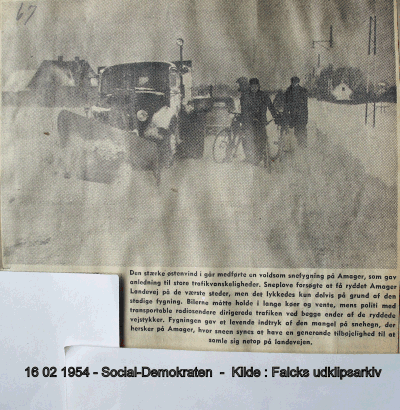 67
Den stærke østenvind i går medførte en voldsom snefygning på Amager, som gav
anledning til store trafikvanskeligheder. Sneplove forsøgte at få ryddet Amager
Landevej på de værste steder, men det lykkedes kun delvis på grund af den
stadige fygning. Bilerne måtte holde i lange køer og vente, mens politi med
transportable radiosendere dirigerede trafiken ved begge ender af de ryddede
vejstykker. Fygningen gav et levende indtryk af den mangel på snehegn, der
hersker på Amager, hvor sneen synes at have en generende tilbøjelighed til at
samle sig netop på landevejen.
16 02 1954 - Social-Demokraten - Kilde : Falcks udklipsarkiv